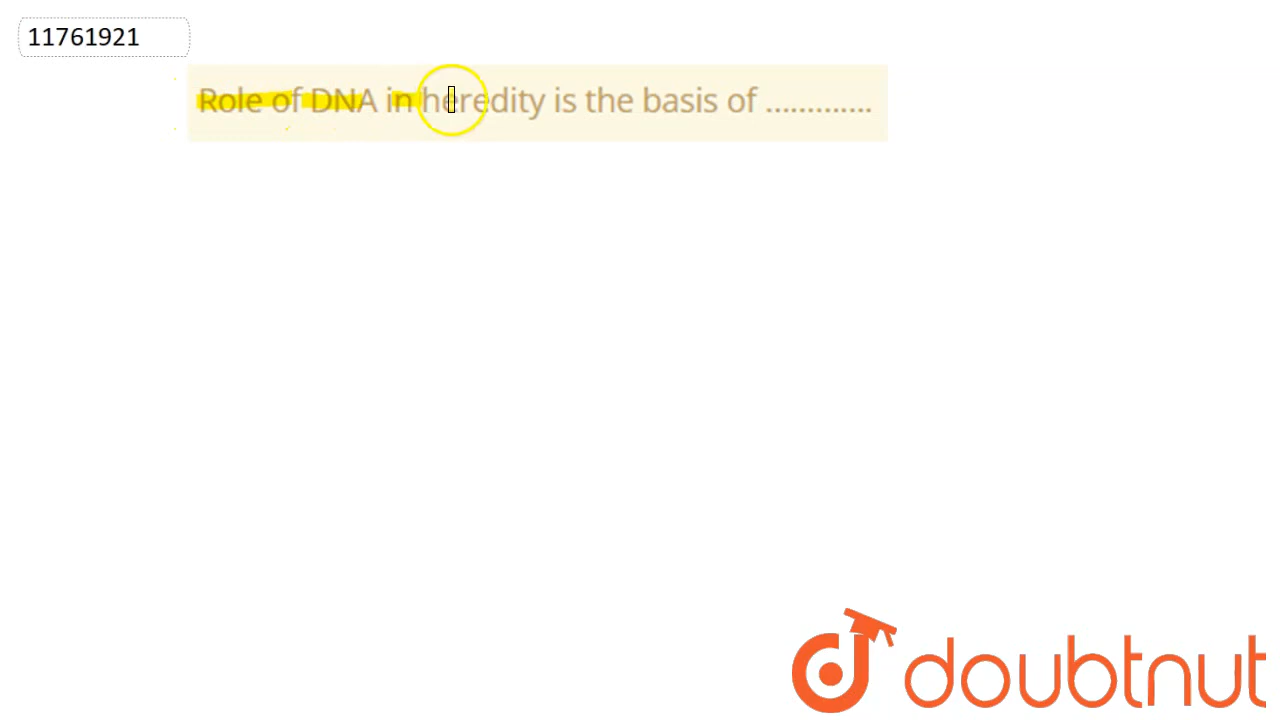 11761921
Role of DNA in heredity is the basis of .............
doubtnut